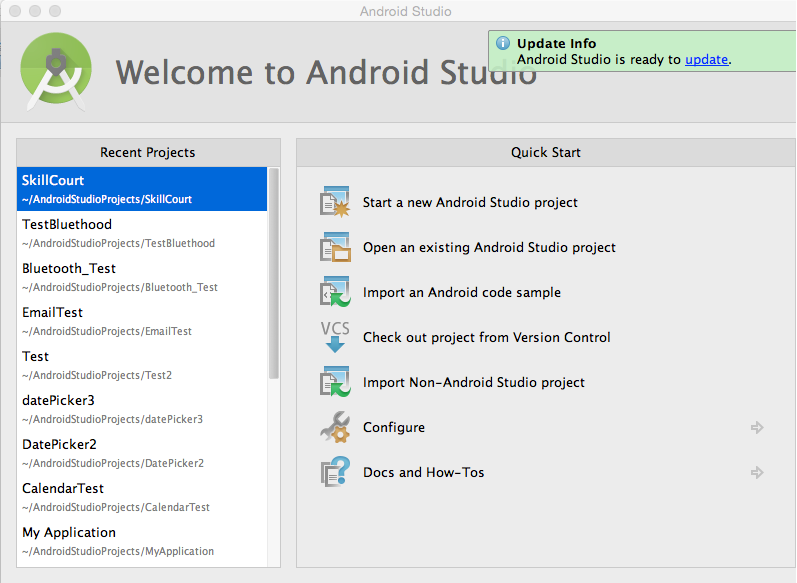 Android Studio
Update Info
Android Studio is ready to update.
Welcome to Android Studio
Recent Projects
SkillCourt
~/AndroidStudioProjects/SkillCourt
TestBluethood
~/AndroidStudioProjects/TestBluethood
Bluetooth_Test
~/AndroidStudioProjects/Bluetooth_Test
EmailTest
~/AndroidStudioProjects/EmailTest
Test
~/AndroidStudioProjects/Test2
datePicker3
~/AndroidStudioProjects/datePicker3
DatePicker2
~/AndroidStudioProjects/DatePicker2
CalendarTest
~/AndroidStudioProjects/CalendarTest
My Application
~/AndroidStudioProjects/MyApplication
Quick Start
Start a new Android Studio project
Open an existing Android Studio project
Import an Android code sample
VCS
Check out project from Version Control
Import Non-Android Studio project
Configure
Docs and How-Tos